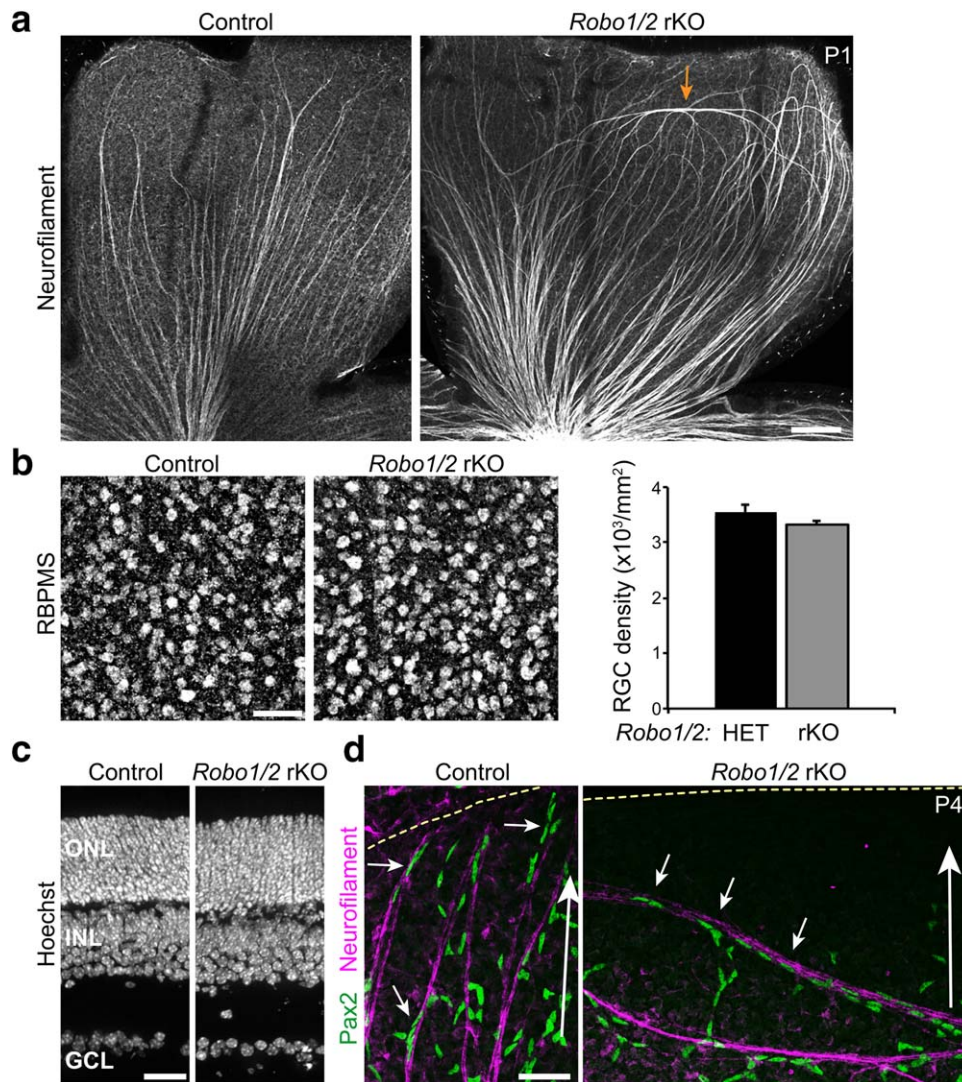 a
Control
Robo1/2 rKO
P1
Neurofilament
b
Control
Robo1/2 rKO
RBPMS
RGC density (x10³/mm²)
4
3
2
1
0
Robo1/2: HET rKO
c
Control
Robo1/2 rKO
Hoechst
ONL
INL
GCL
d
Control
Robo1/2 rKO
P4
Pax2 Neurofilament